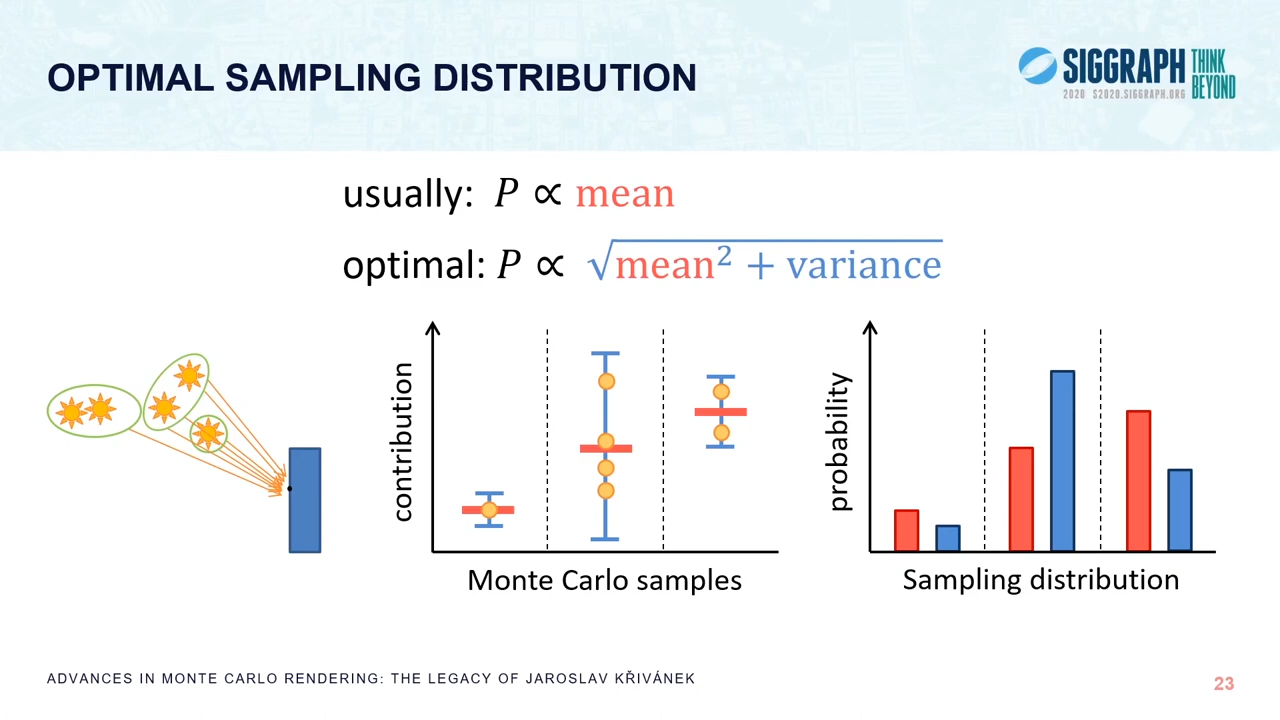 OPTIMAL SAMPLING DISTRIBUTION
SIGGRAPH THINK BEYOND
2020 S2020.SIGGRAPH.ORG
usually: P ∝ mean
optimal: P ∝ √(mean² + variance)
contribution
Monte Carlo samples
probability
Sampling distribution
ADVANCES IN MONTE CARLO RENDERING: THE LEGACY OF JAROSLAV KŘIVÁNEK
23